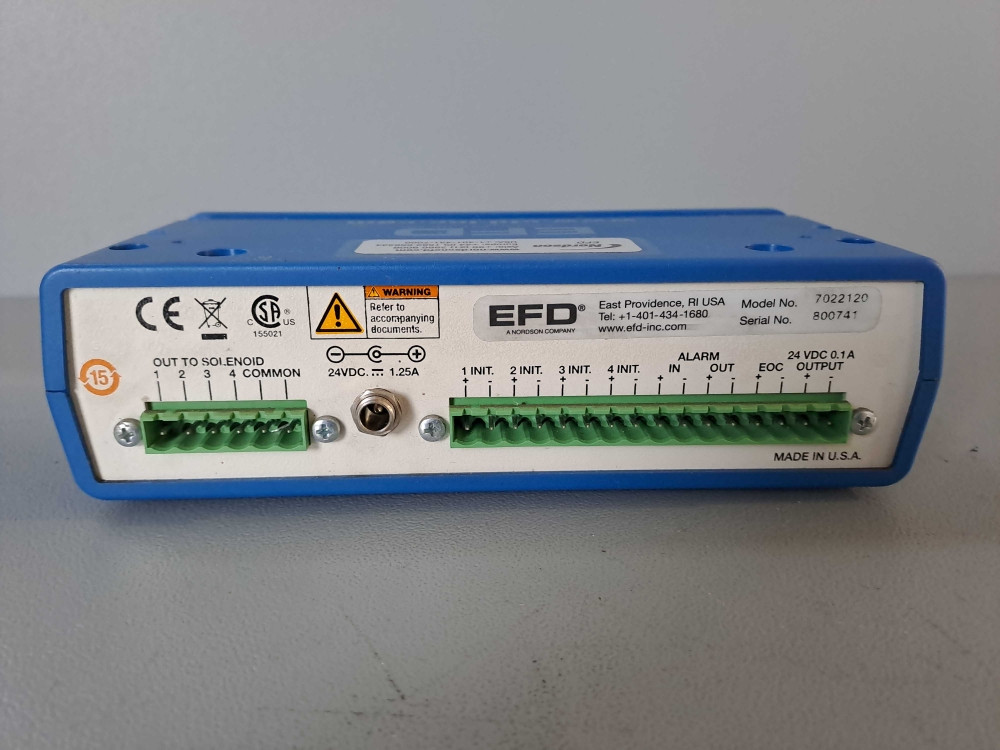 Nordson
EFD
CE
CSA®
C US
155021
WARNING
Refer to
accompanying
documents.
EFD®
A NORDSON COMPANY
East Providence, RI USA
Tel: +1-401-434-1680
www.efd-inc.com
Model No. 7022120
Serial No. 800741
15
OUT TO SOLENOID
1 2 3 4 COMMON
24VDC. 1.25A
1 INIT. 2 INIT. 3 INIT. 4 INIT. ALARM IN OUT EOC 24 VDC 0.1A OUTPUT
+ - + - + - + - + - + - + - + -
MADE IN U.S.A.